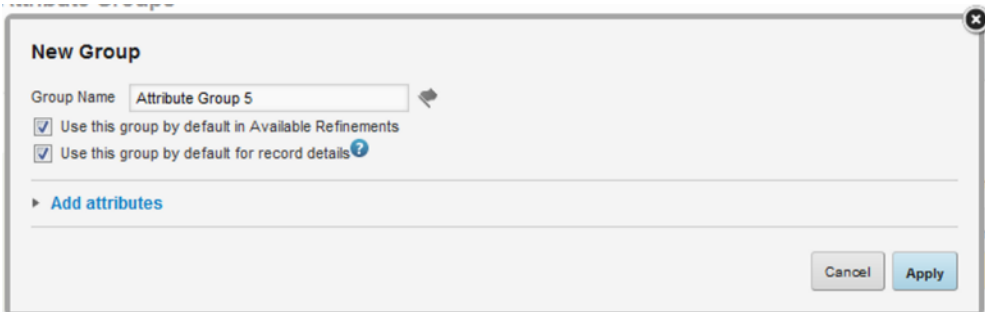 New Group
Group Name Attribute Group 5
Use this group by default in Available Refinements
Use this group by default for record details
Add attributes
Cancel Apply